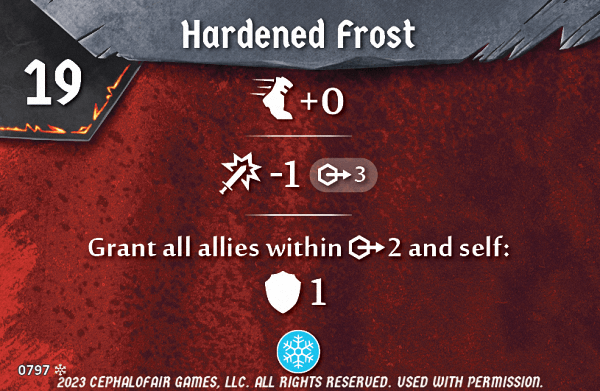 Hardened Frost
19
+0
-1 3
Grant all allies within 2 and self:
1
0797
2023 CEPHALOFAIR GAMES, LLC. ALL RIGHTS RESERVED. USED WITH PERMISSION.